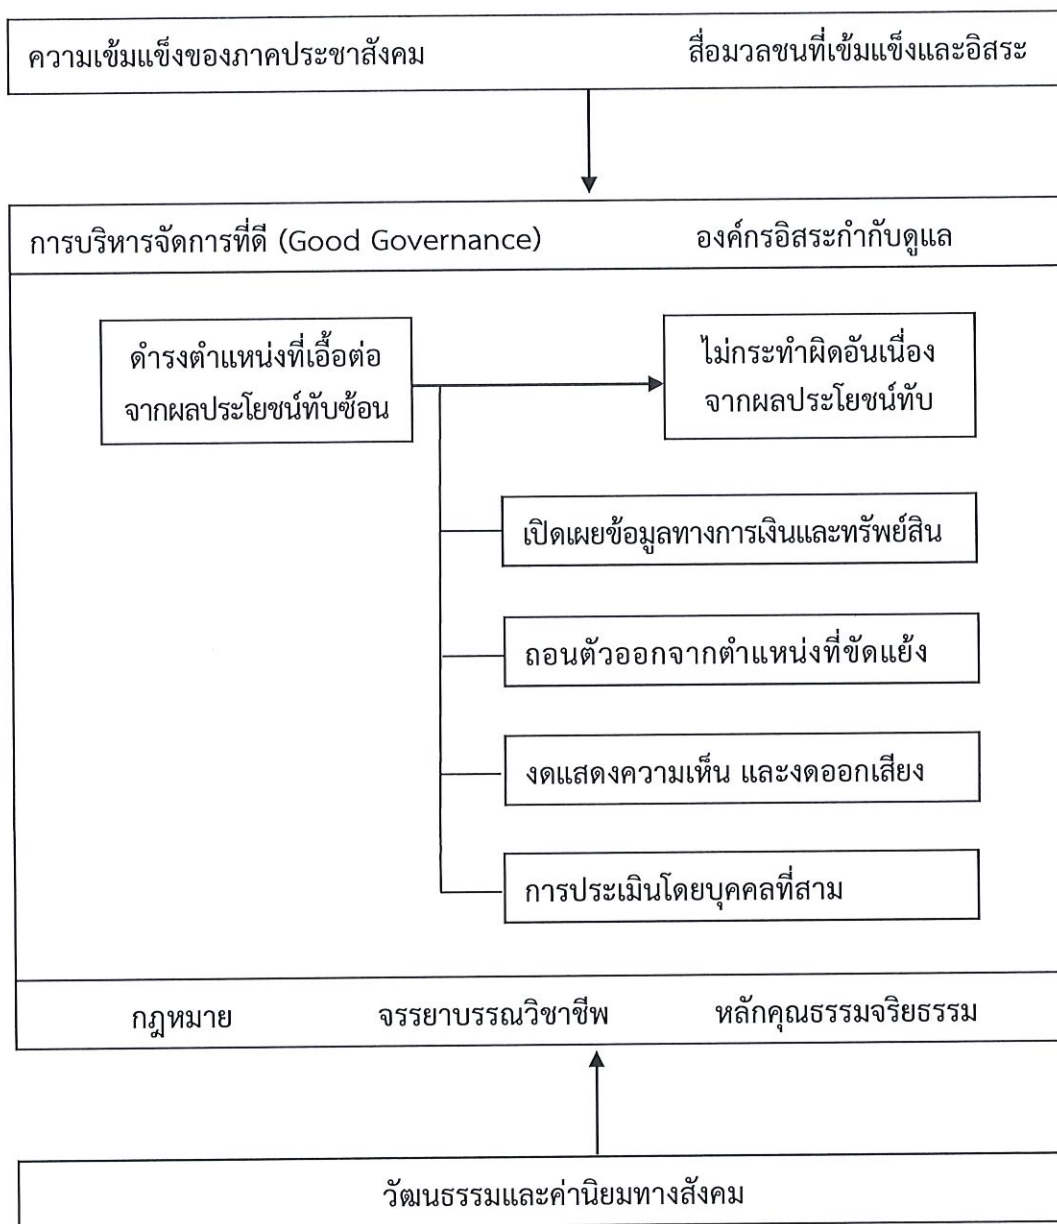 ความเข้มแข็งของภาคประชาสังคม สื่อมวลชนที่เข้มแข็งและอิสระ
การบริหารจัดการที่ดี (Good Governance) องค์กรอิสระกำกับดูแล
ดำรงตำแหน่งที่เอื้อต่อ
จากผลประโยชน์ทับซ้อน
ไม่กระทำผิดอันเนื่อง
จากผลประโยชน์ทับ
เปิดเผยข้อมูลทางการเงินและทรัพย์สิน
ถอนตัวออกจากตำแหน่งที่ขัดแย้ง
งดแสดงความเห็น และงดออกเสียง
การประเมินโดยบุคคลที่สาม
กฎหมาย จรรยาบรรณวิชาชีพ หลักคุณธรรมจริยธรรม
วัฒนธรรมและค่านิยมทางสังคม